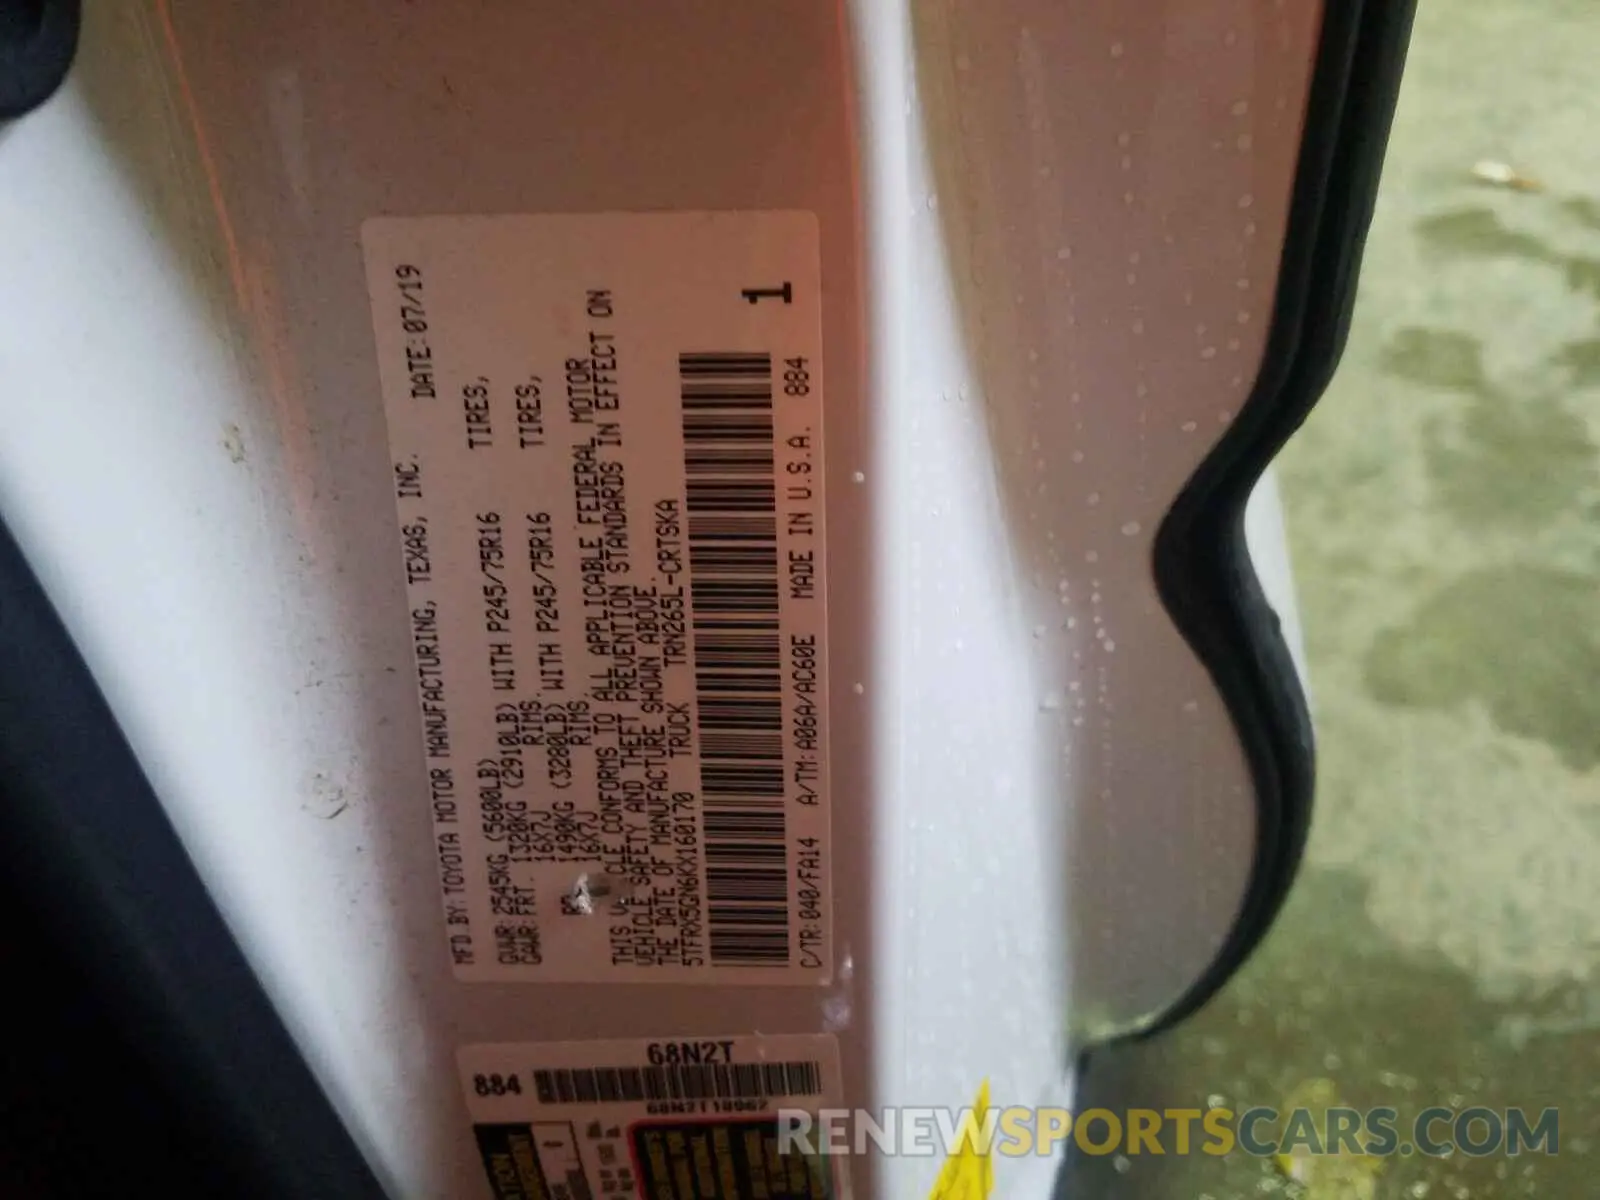 MFD.BY:TOYOTA MOTOR MANUFACTURING, TEXAS, INC. DATE:07/19
GVWR:2545KG (5600LB)
GAWR:FRT. 1320KG (2910LB) WITH P245/75R16 TIRES,
16X7J RIMS.
1490KG (3280LB) WITH P245/75R16 TIRES,
16X7J RIMS.
THIS CONFORMS TO ALL APPLICABLE FEDERAL MOTOR
VEHICLE SAFETY AND THEFT PREVENTION STANDARDS IN EFFECT ON
THE DATE OF MANUFACTURE SHOWN ABOVE.
5TFRX5GN6KX160170 TRUCK TRN265L-CRTSKA
1
C/TR:040/FA14 A/TM:A06A/AC60E MADE IN U.S.A. 884
68N2T
884
RENEWSPORTSCARS.COM